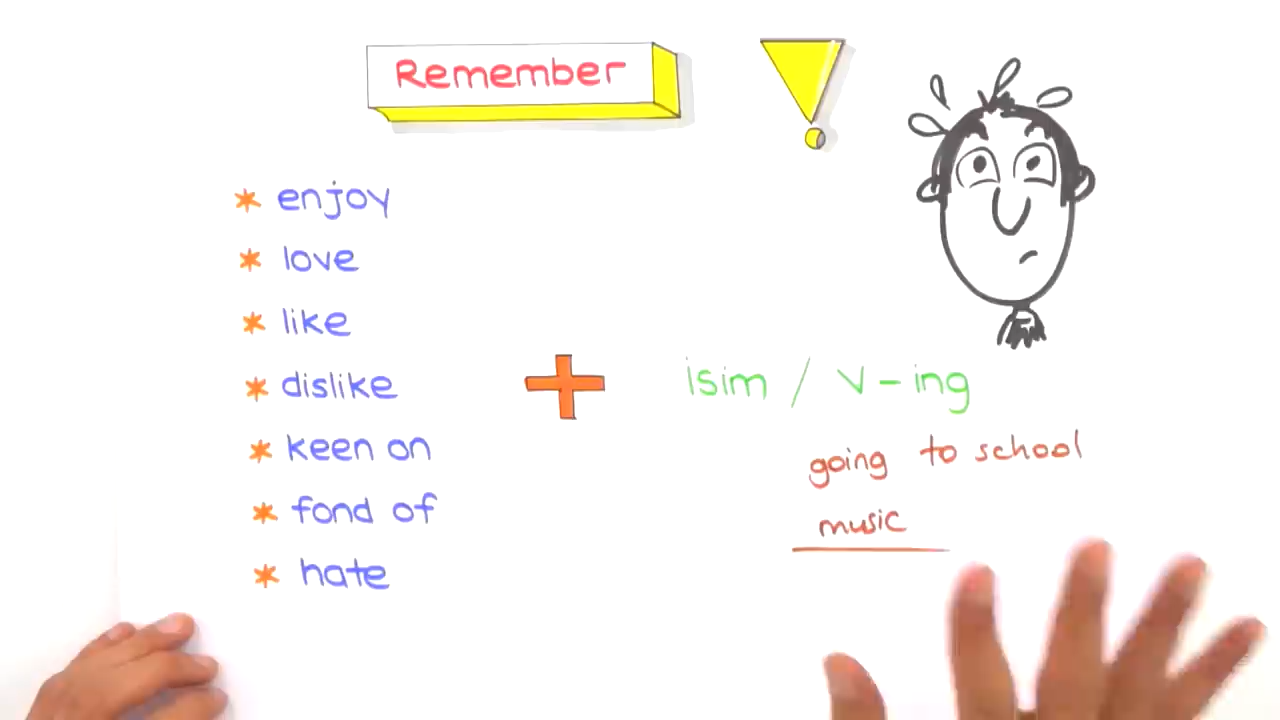 Remember
* enjoy
* love
* like
* dislike
* keen on
* fond of
* hate
+ isim / v-ing
going to school
music